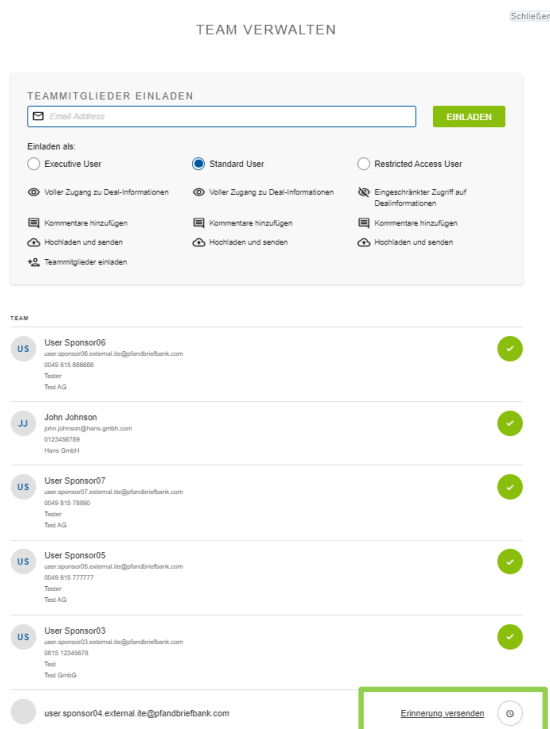 Schließen
TEAM VERWALTEN
TEAMMITGLIEDER EINLADEN
Email Address
EINLADEN
Einladen als:
Executive User
Standard User
Restricted Access User
Voller Zugang zu Deal-Informationen
Voller Zugang zu Deal-Informationen
Eingeschränkter Zugriff auf
Dealinformationen
Kommentare hinzufügen
Kommentare hinzufügen
Kommentare hinzufügen
Hochladen und senden
Hochladen und senden
Hochladen und senden
Teammitglieder einladen
TEAM
US
User Sponsor06
user.sponsor06.external.ite@pfandbriefbank.com
0049 815 666666
Tester
Test AG
JJ
John Johnson
john.johnson@hans.gmbh.com
0123456789
Hans GmbH
US
User Sponsor07
user.sponsor07.external.ite@pfandbriefbank.com
0049 815 78890
Tester
Test AG
US
User Sponsor05
user.sponsor05.external.ite@pfandbriefbank.com
0049 815 777777
Tester
Test AG
US
User Sponsor03
user.sponsor03.external.ite@pfandbriefbank.com
0815 12345678
Test
Test GmbG
user.sponsor04.external.ite@pfandbriefbank.com
Erinnerung versenden